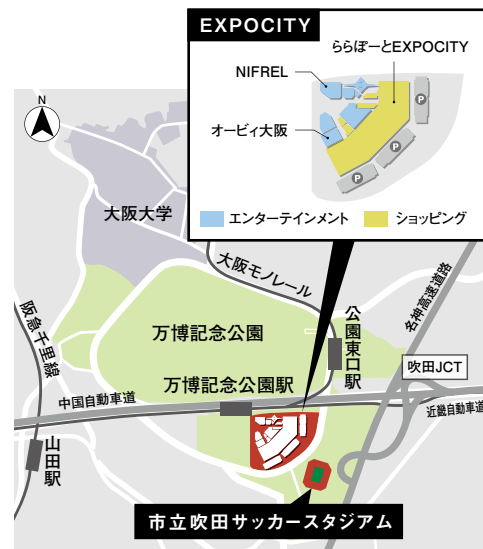 EXPOCITY
ららぽーとEXPOCITY
NIFREL
オービィ大阪
P
P
P
エンターテインメント
ショッピング
N
大阪大学
大阪モノレール
名神高速道路
阪急千里線
万博記念公園
公園東口駅
吹田JCT
万博記念公園駅
中国自動車道
近畿自動車道
山田駅
市立吹田サッカースタジアム